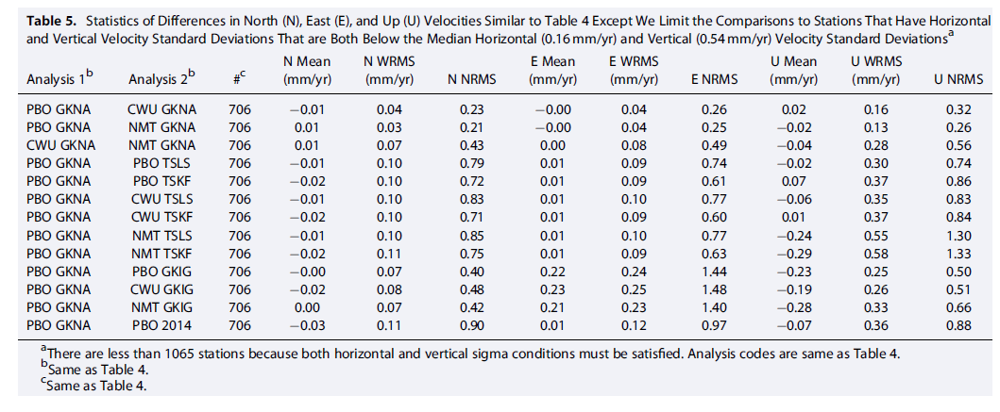 Table 5. Statistics of Differences in North (N), East (E), and Up (U) Velocities Similar to Table 4 Except We Limit the Comparisons to Stations That Have Horizontal
and Vertical Velocity Standard Deviations That are Both Below the Median Horizontal (0.16 mm/yr) and Vertical (0.54 mm/yr) Velocity Standard Deviationsa
N Mean N WRMS E Mean E WRMS U Mean U WRMS
Analysis 1b Analysis 2b #c (mm/yr) (mm/yr) N NRMS (mm/yr) (mm/yr) E NRMS (mm/yr) (mm/yr) U NRMS
PBO GKNA CWU GKNA 706 −0.01 0.04 0.23 −0.00 0.04 0.26 0.02 0.16 0.32
PBO GKNA NMT GKNA 706 0.01 0.03 0.21 −0.00 0.04 0.25 −0.02 0.13 0.26
CWU GKNA NMT GKNA 706 0.01 0.07 0.43 0.00 0.08 0.49 −0.04 0.28 0.56
PBO GKNA PBO TSLS 706 −0.01 0.10 0.79 0.01 0.09 0.74 −0.02 0.30 0.74
PBO GKNA PBO TSKF 706 −0.02 0.10 0.72 0.01 0.09 0.61 0.07 0.37 0.86
PBO GKNA CWU TSLS 706 −0.01 0.10 0.83 0.01 0.10 0.77 −0.06 0.35 0.83
PBO GKNA CWU TSKF 706 −0.02 0.10 0.71 0.01 0.09 0.60 0.01 0.37 0.84
PBO GKNA NMT TSLS 706 −0.01 0.10 0.85 0.01 0.10 0.77 −0.24 0.55 1.30
PBO GKNA NMT TSKF 706 −0.02 0.11 0.75 0.01 0.09 0.63 −0.29 0.58 1.33
PBO GKNA PBO GKIG 706 −0.00 0.07 0.40 0.22 0.24 1.44 −0.23 0.25 0.50
PBO GKNA CWU GKIG 706 −0.02 0.08 0.48 0.23 0.25 1.48 −0.19 0.26 0.51
PBO GKNA NMT GKIG 706 0.00 0.07 0.42 0.21 0.23 1.40 −0.28 0.33 0.66
PBO GKNA PBO 2014 706 −0.03 0.11 0.90 0.01 0.12 0.97 −0.07 0.36 0.88
aThere are less than 1065 stations because both horizontal and vertical sigma conditions must be satisfied. Analysis codes are same as Table 4.
bSame as Table 4.
cSame as Table 4.